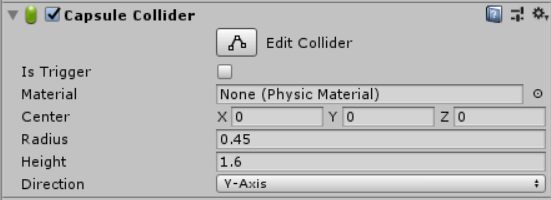 Capsule Collider
Edit Collider
Is Trigger
Material None (Physic Material)
Center X 0 Y 0 Z 0
Radius 0.45
Height 1.6
Direction Y-Axis